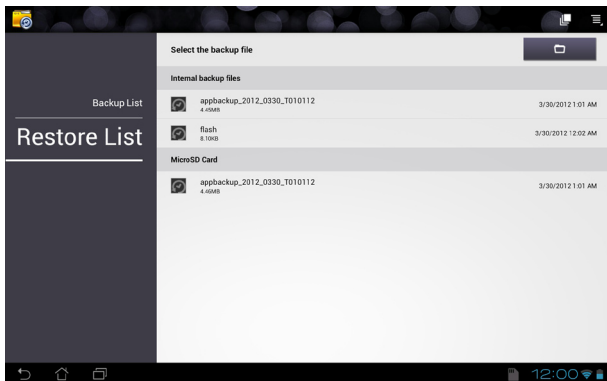 Select the backup file
Internal backup files
Backup List
Restore List
appbackup_2012_0330_T010112
4.45MB
3/30/2012 1:01 AM
flash
8.10KB
3/30/2012 12:02 AM
MicroSD Card
appbackup_2012_0330_T010112
4.45MB
3/30/2012 1:01 AM
12:00